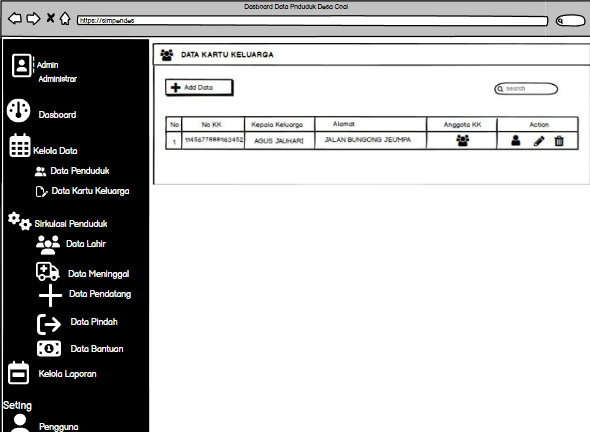 Dasboard Data Pnduduk Desa Coal
https://simpendes
Admin
Administrar
Dasboard
Kelola Data
Data Penduduk
Data Kartu Keluarga
Sirkulasi Penduduk
Data Lahir
Data Meninggal
Data Pendatang
Data Pindah
Data Bantuan
Kelola Laporan
Seting
Pengguna
DATA KARTU KELUARGA
Add Data
search
No No KK Kepala Keluarga Alamat Anggota KK Action
1 AGUS JAUHARI JALAN BUNGONG JEUMPA